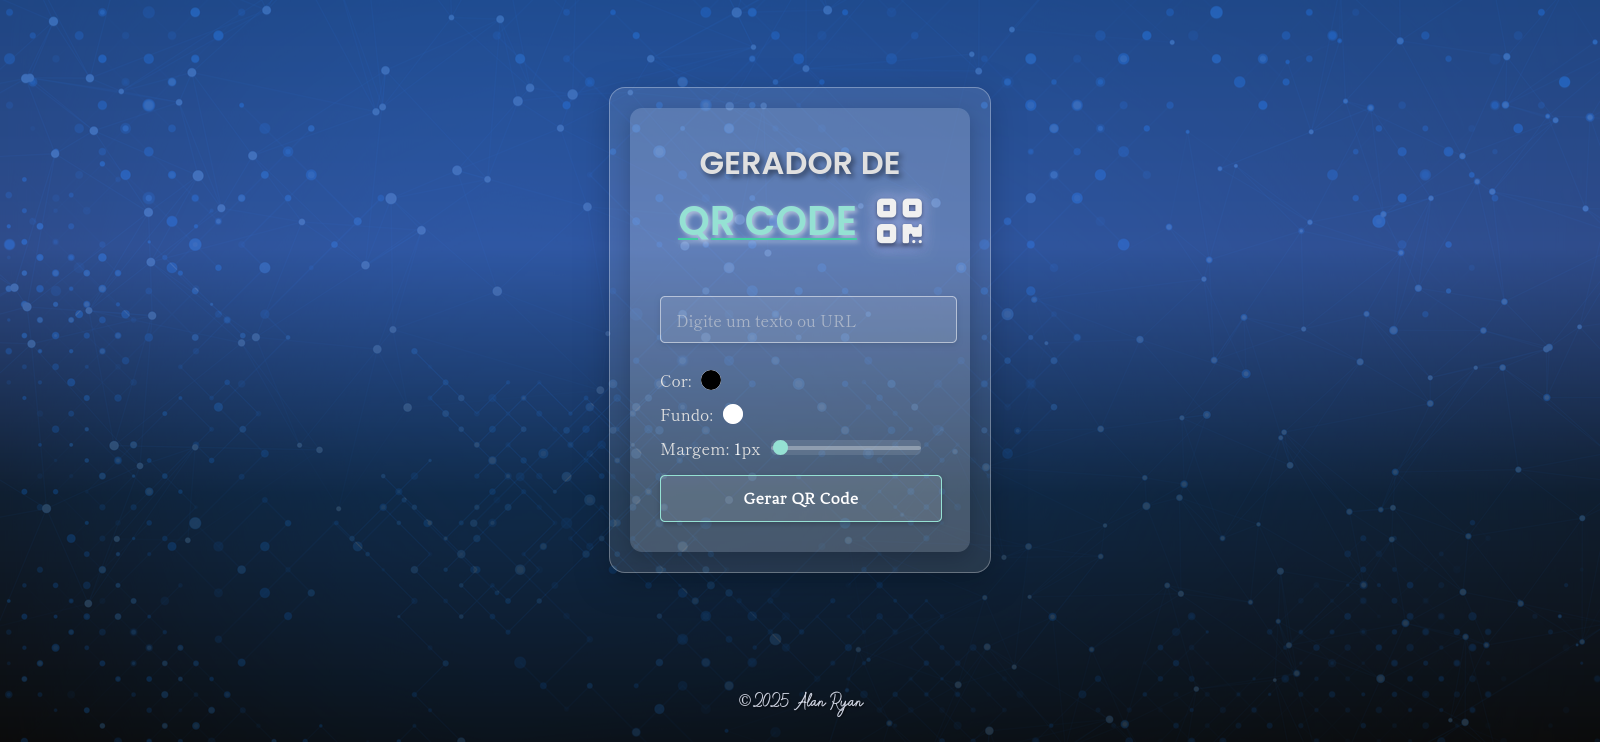 GERADOR DE
QR CODE
Digite um texto ou URL
Cor:
Fundo:
Margem: 1px
Gerar QR Code
©2025 Alan Ryan